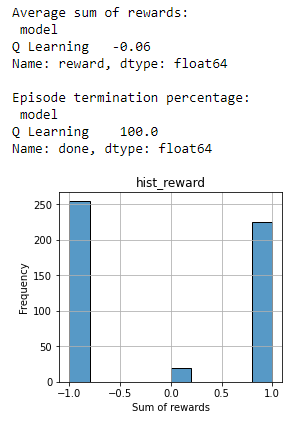 Average sum of rewards:
model
Q Learning -0.06
Name: reward, dtype: float64
Episode termination percentage:
model
Q Learning 100.0
Name: done, dtype: float64
hist_reward
250
200
150
100
50
0
Frequency
−1.0 −0.5 0.0 0.5 1.0
Sum of rewards